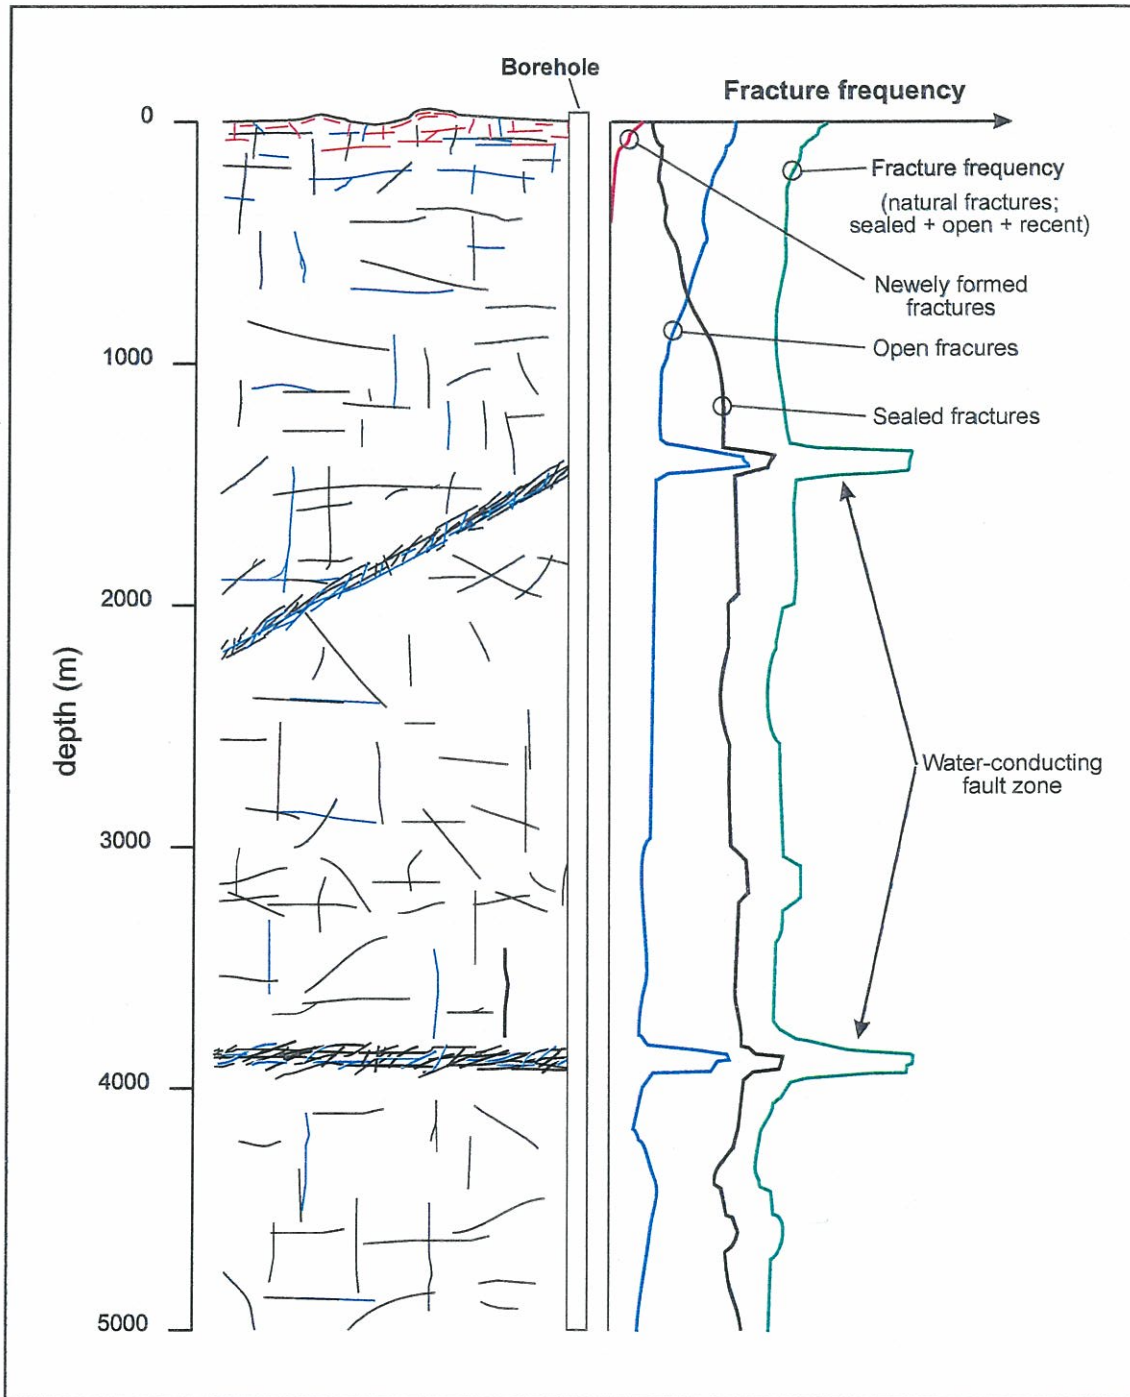 Borehole
Fracture frequency
0
Fracture frequency
(natural fractures;
sealed + open + recent)
Newely formed
fractures
Open fracures
1000
Sealed fractures
2000
depth (m)
Water-conducting
fault zone
3000
4000
5000